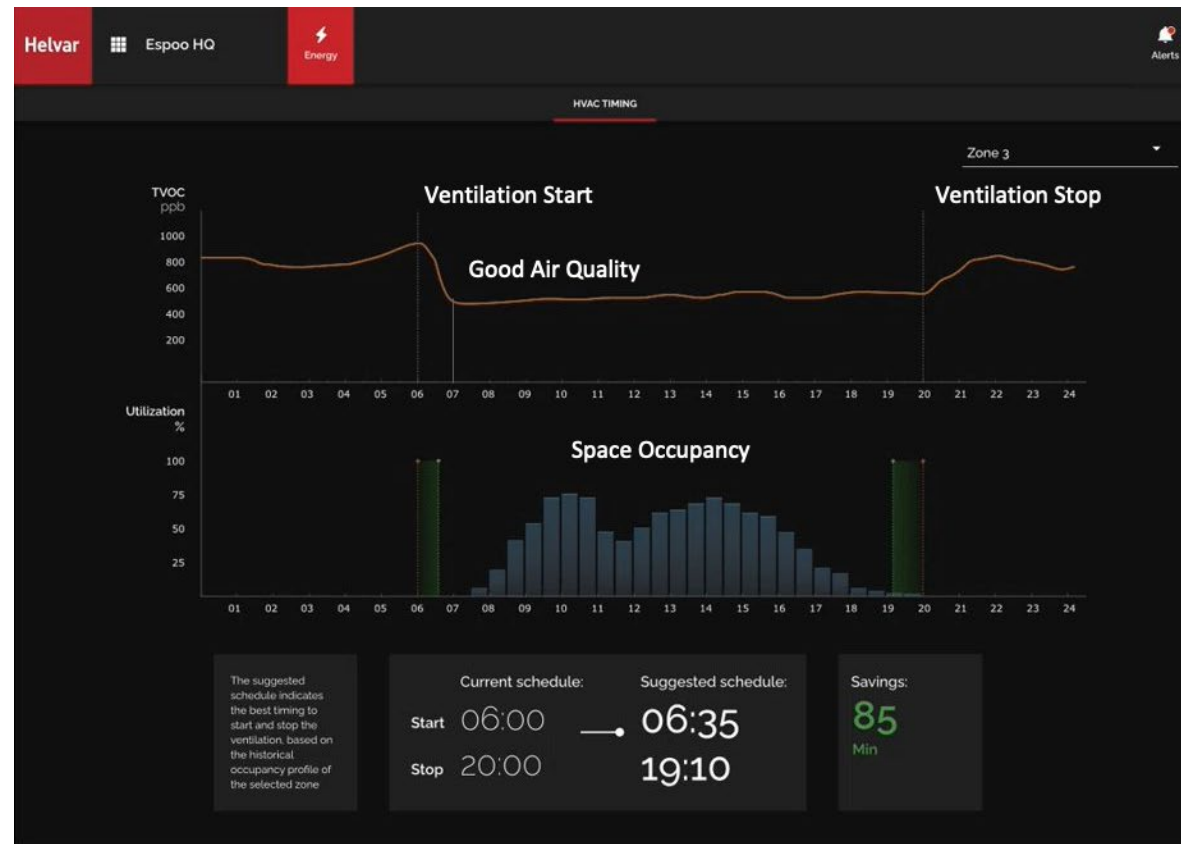 Helvar
Espoo HQ
Energy
Alerts
HVAC TIMING
Zone 3
TVOC
ppb
Ventilation Start
Ventilation Stop
Good Air Quality
1000
800
600
400
200
01 02 03 04 05 06 07 08 09 10 11 12 13 14 15 16 17 18 19 20 21 22 23 24
Utilization
%
Space Occupancy
100
75
50
25
01 02 03 04 05 06 07 08 09 10 11 12 13 14 15 16 17 18 19 20 21 22 23 24
The suggested
schedule indicates
the best timing to
start and stop the
ventilation, based on
the historical
occupancy profile of
the selected zone
Current schedule: Suggested schedule:
Start 06:00 06:35
Stop 20:00 19:10
Savings:
85
Min